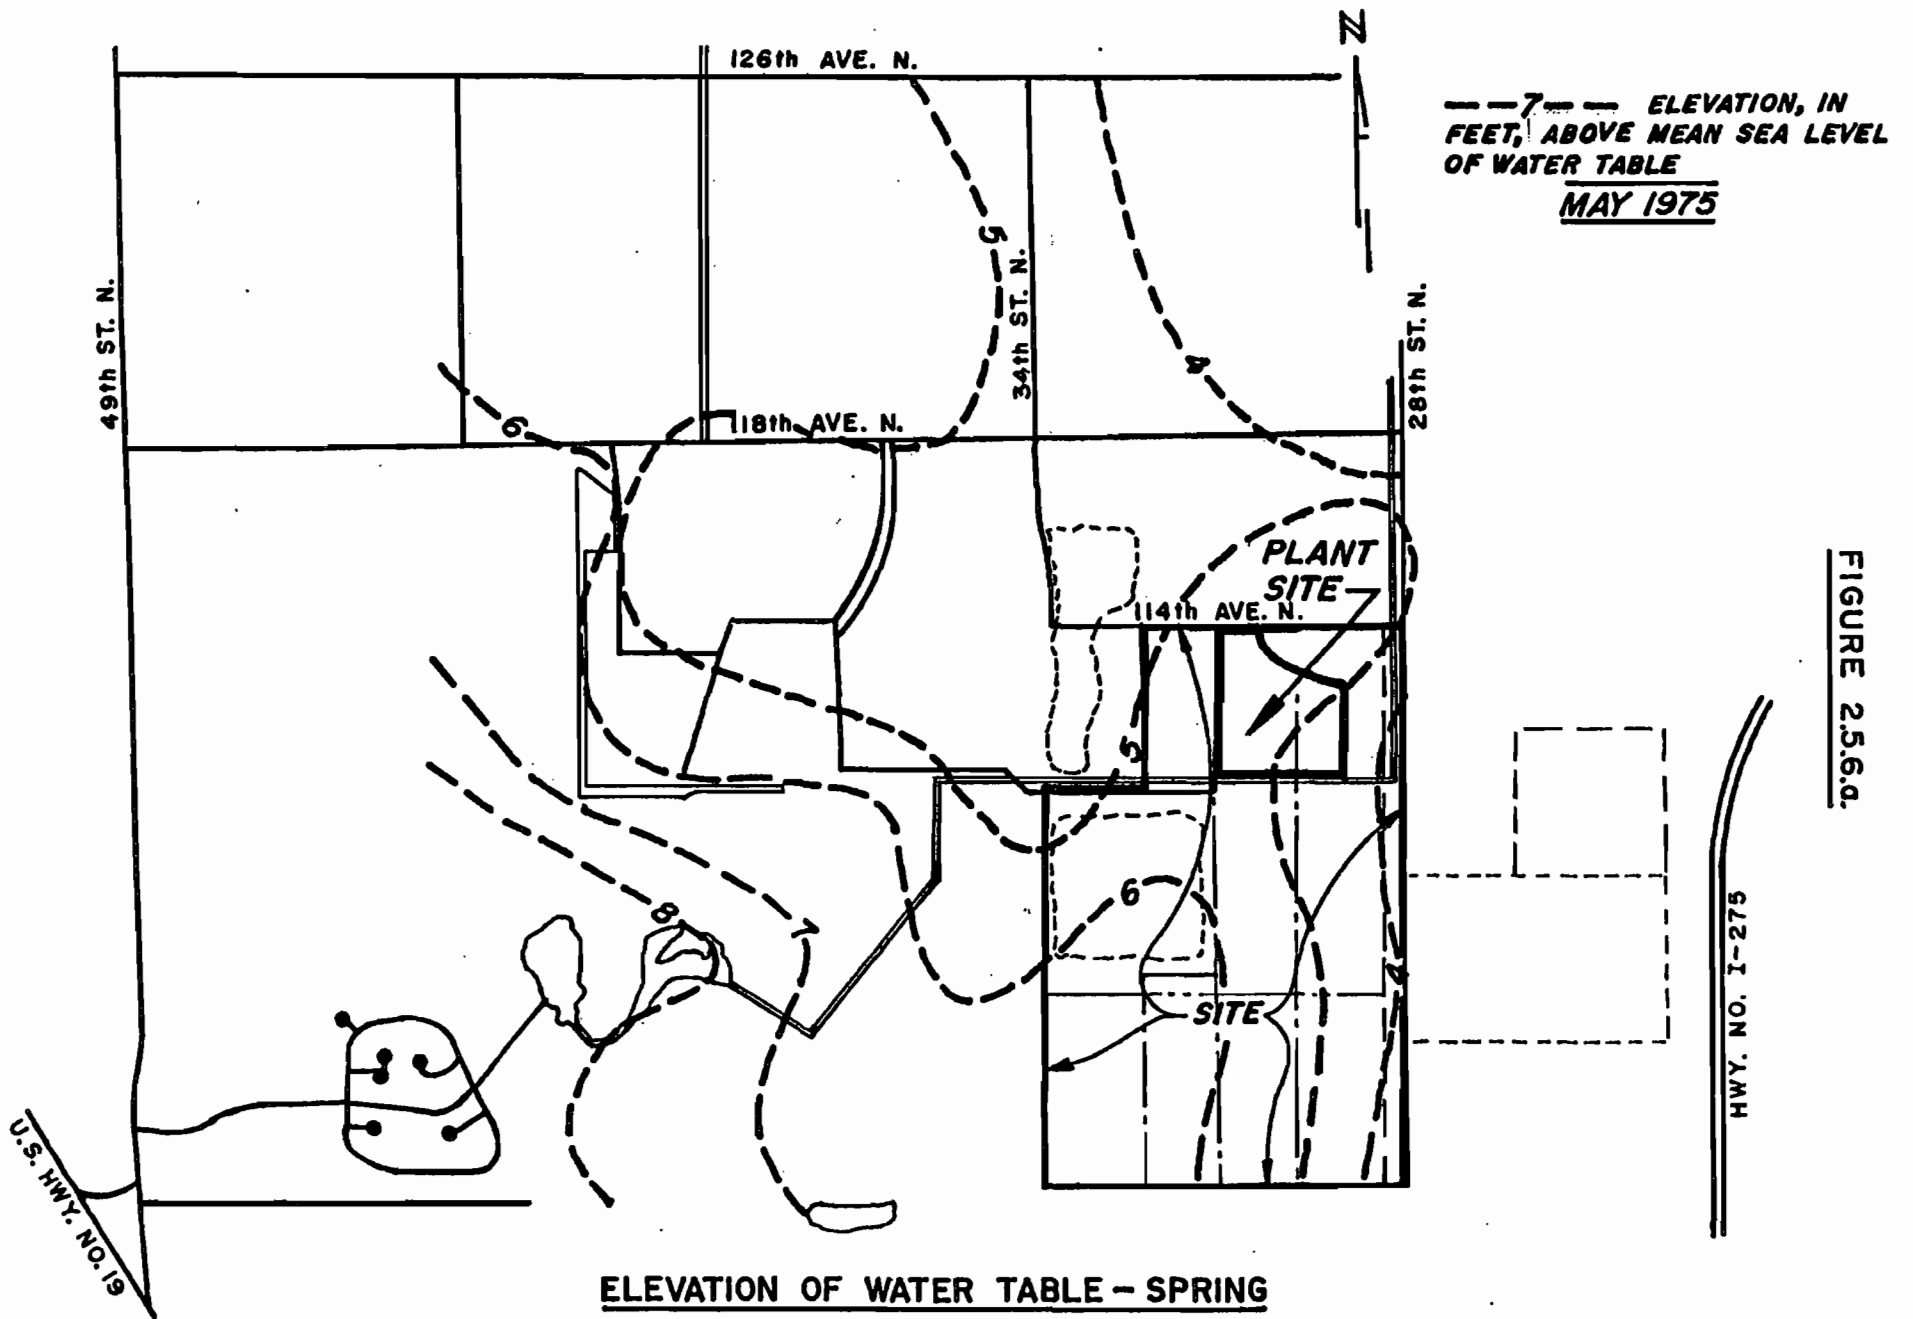 126th AVE. N.
N
— —7— — ELEVATION, IN
FEET, ABOVE MEAN SEA LEVEL
OF WATER TABLE
MAY 1975
5
49th ST. N.
34th ST. N.
28th ST. N.
4
6
118th AVE. N.
PLANT
SITE
114th AVE. N.
FIGURE 2.5.6.a.
5
6
8
7
4
SITE
HWY. NO. I-275
U.S. HWY. NO. 19
ELEVATION OF WATER TABLE - SPRING